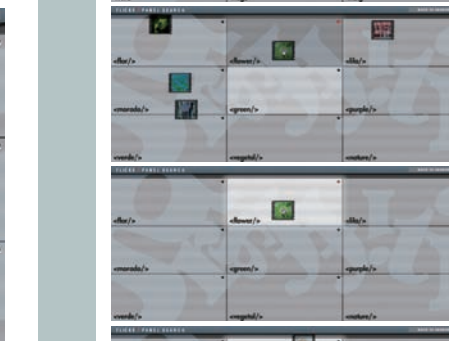 FLICKR PANEL SEARCH
<flor/>
<flower/>
<lila/>
<morado/>
<green/>
<purple/>
<verde/>
<vegetal/>
<nature/>
FLICKR PANEL SEARCH
<flor/>
<flower/>
<lila/>
<morado/>
<green/>
<purple/>
<verde/>
<vegetal/>
<nature/>
FLICKR PANEL SEARCH